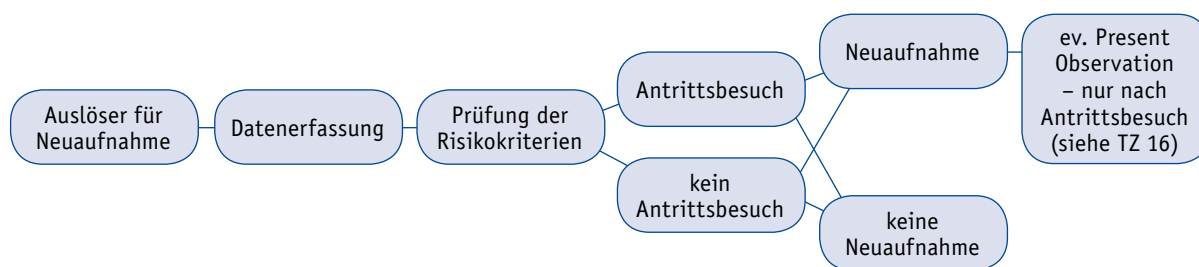 Auslöser für
Neuaufnahme
Datenerfassung
Prüfung der
Risikokriterien
Antrittsbesuch
kein
Antrittsbesuch
Neuaufnahme
keine
Neuaufnahme
ev. Present
Observation
– nur nach
Antrittsbesuch
(siehe TZ 16)